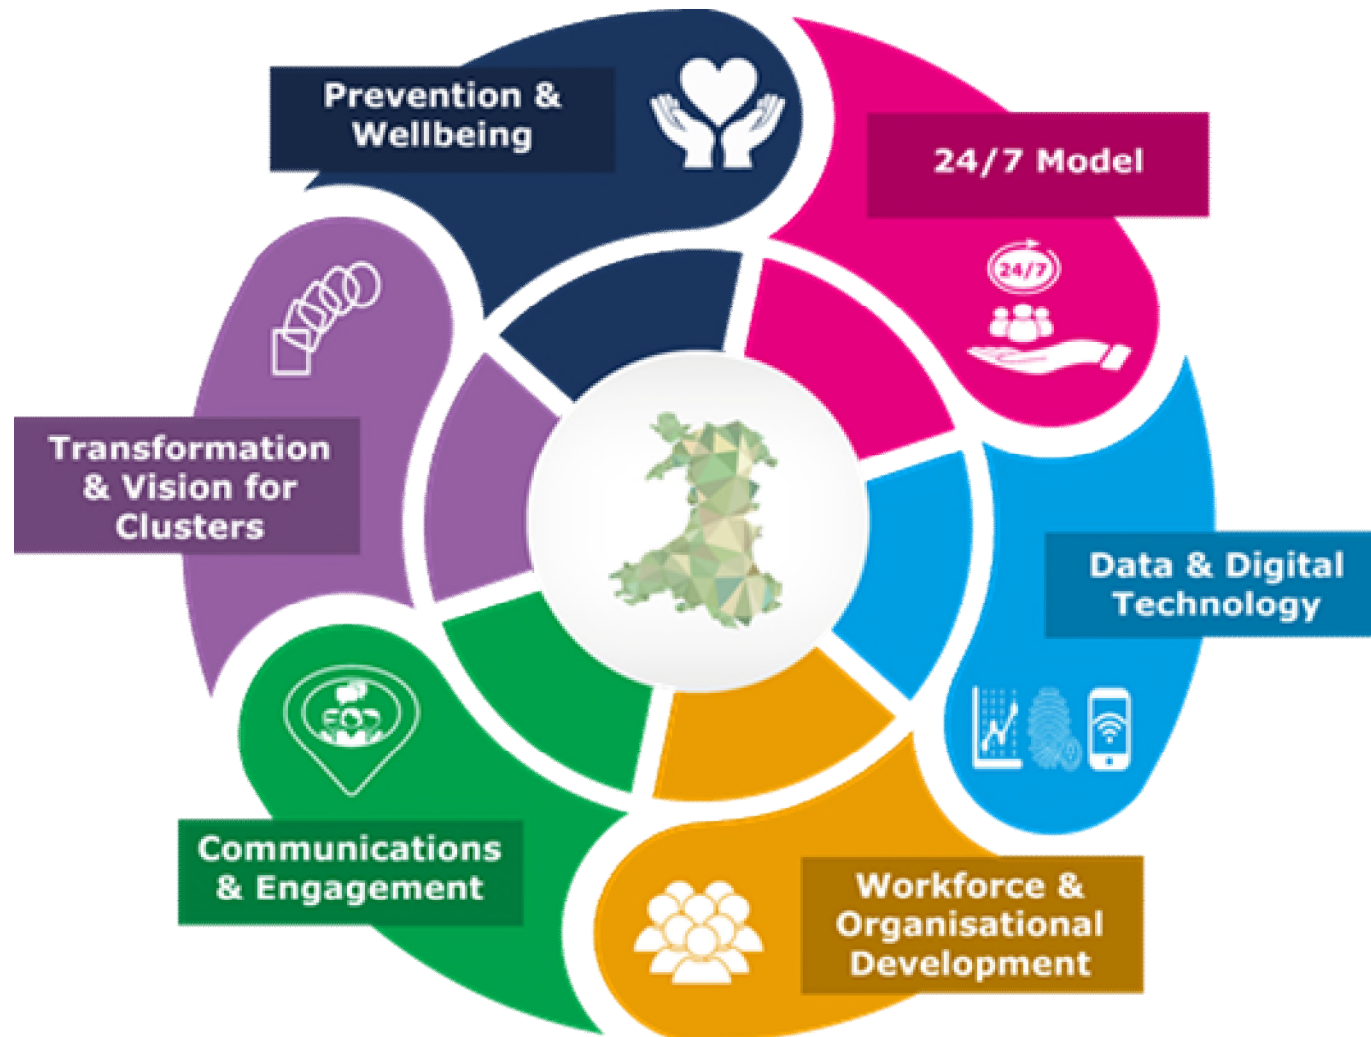 Prevention &
Wellbeing
24/7 Model
24/7
Transformation
& Vision for
Clusters
Data & Digital
Technology
Communications
& Engagement
Workforce &
Organisational
Development